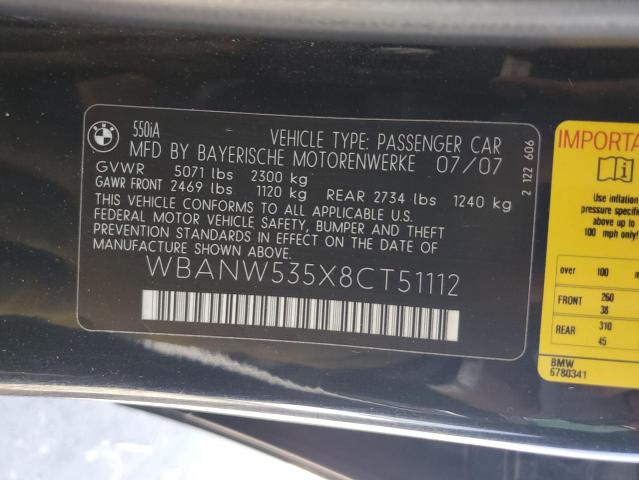 BMW
550iA
VEHICLE TYPE: PASSENGER CAR
MFD BY BAYERISCHE MOTORENWERKE 07/07
GVWR 5071 lbs 2300 kg
GAWR FRONT 2469 lbs 1120 kg REAR 2734 lbs 1240 kg
THIS VEHICLE CONFORMS TO ALL APPLICABLE U.S.
FEDERAL MOTOR VEHICLE SAFETY, BUMPER AND THEFT
PREVENTION STANDARDS IN EFFECT ON THE DATE OF
MANUFACTURE SHOWN ABOVE.
WBANW535X8CT51112
2 122 606
IMPORTA
Use inflation
pressure specifi
above up to
100 mph only!
over 100 m
FRONT 260
38
REAR 310
45
BMW
6780341